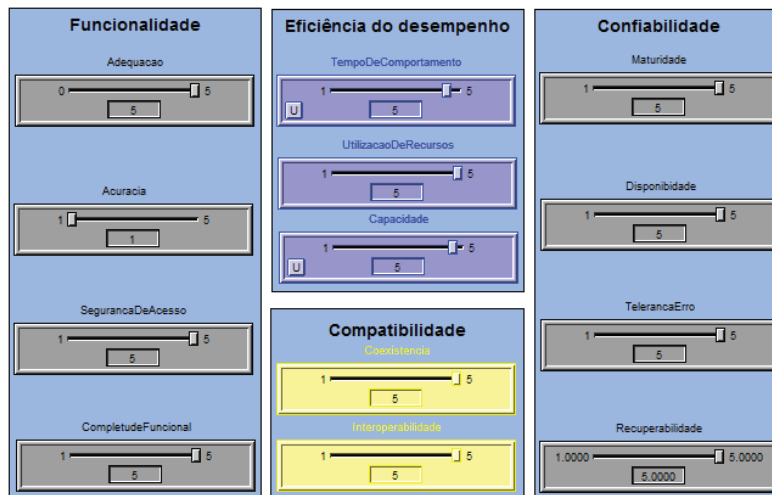 Funcionalidade
Adequacao
0 5
5
Acuracia
1 5
1
SegurancaDeAcesso
1 5
5
CompletudeFuncional
1 5
5
Eficiência do desempenho
TempoDeComportamento
1 5
U 5
UtilizacaoDeRecursos
1 5
5
Capacidade
1 5
U 5
Compatibilidade
Coexistencia
1 5
5
Interoperabilidade
1 5
5
Confiabilidade
Maturidade
1 5
5
Disponibidade
1 5
5
TelerancaErro
1 5
5
Recuperabilidade
1.0000 5.0000
5.0000